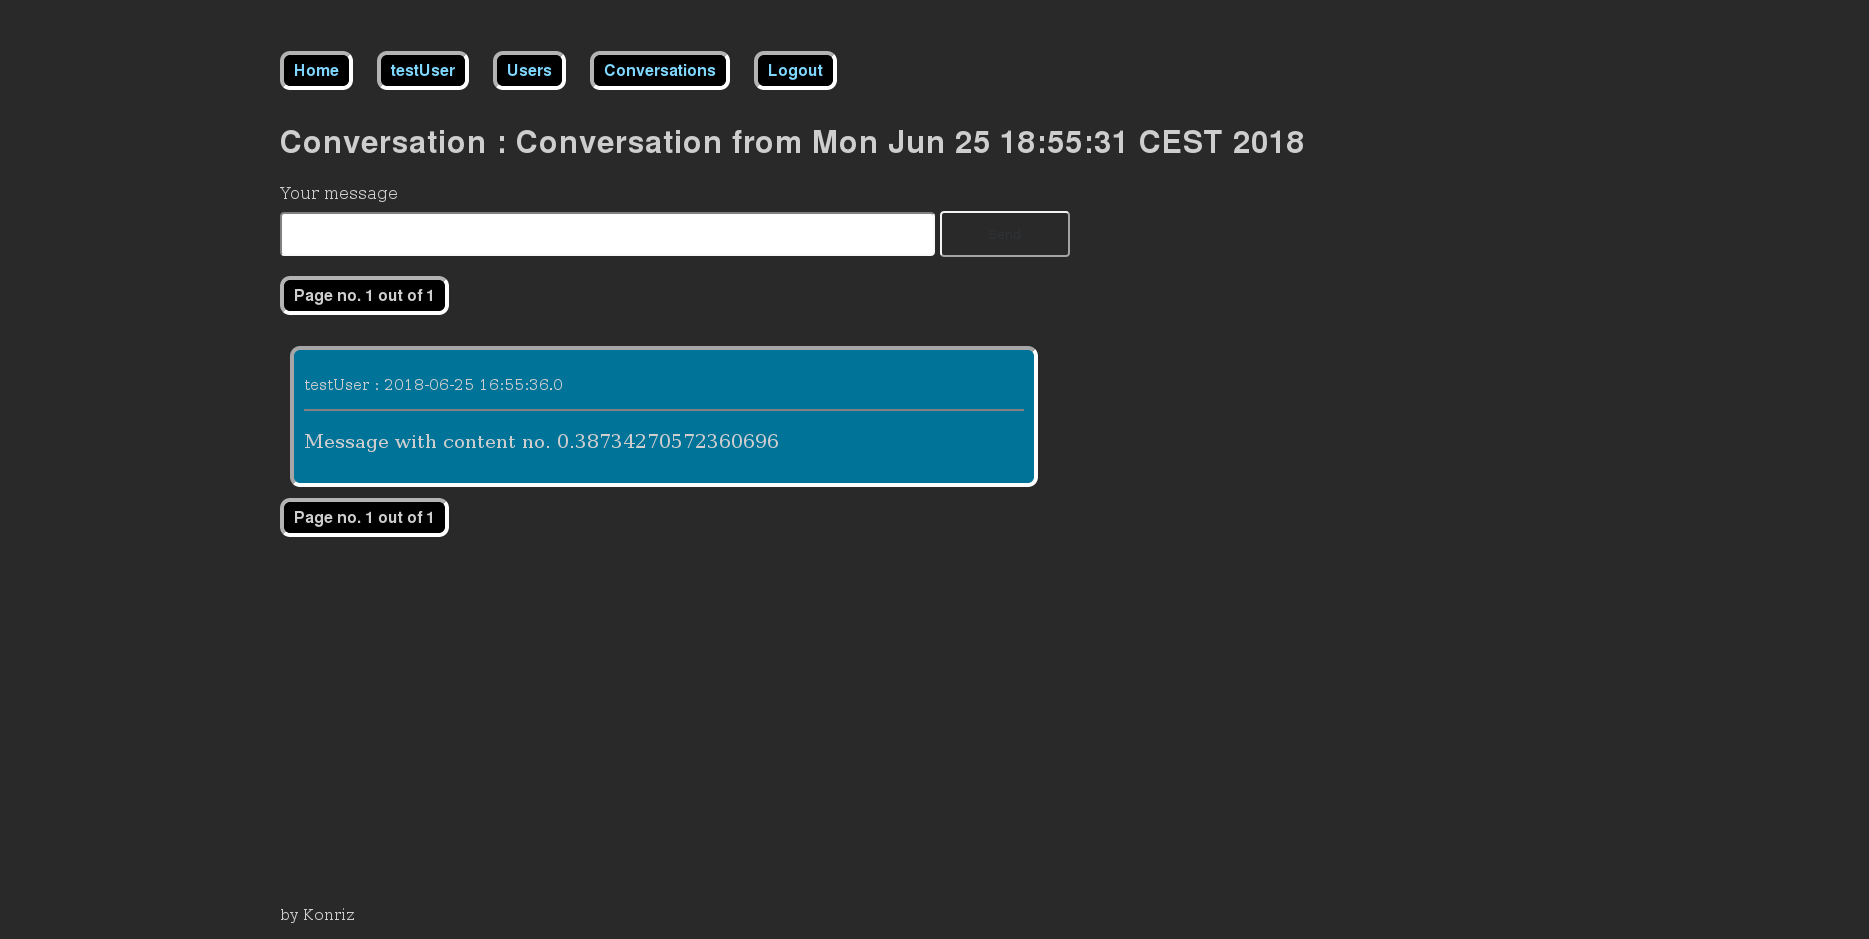 Home testUser Users Conversations Logout
Conversation : Conversation from Mon Jun 25 18:55:31 CEST 2018
Your message
Send
Page no. 1 out of 1
testUser : 2018-06-25 16:55:36.0
Message with content no. 0.38734270572360696
Page no. 1 out of 1
by Konriz